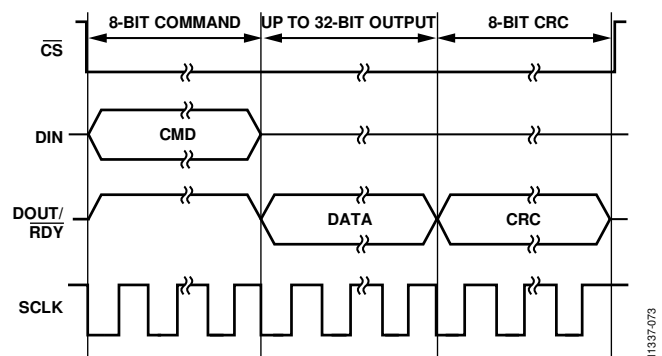 8-BIT COMMAND UP TO 32-BIT OUTPUT 8-BIT CRC
CS
DIN
CMD
DOUT/
RDY
DATA
CRC
SCLK
11337-073